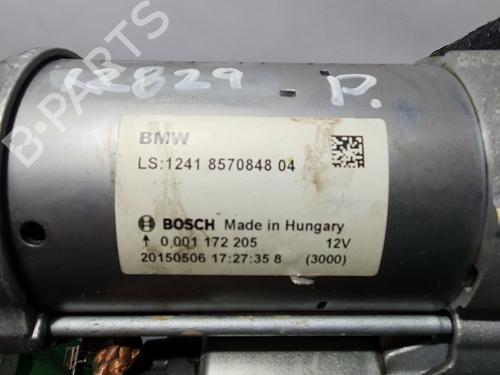 62829 P.
B-PARTS
BMW
LS:1241 8570848 04
BOSCH Made in Hungary
0 001 172 205 12V
20150506 17:27:35 8 (3000)